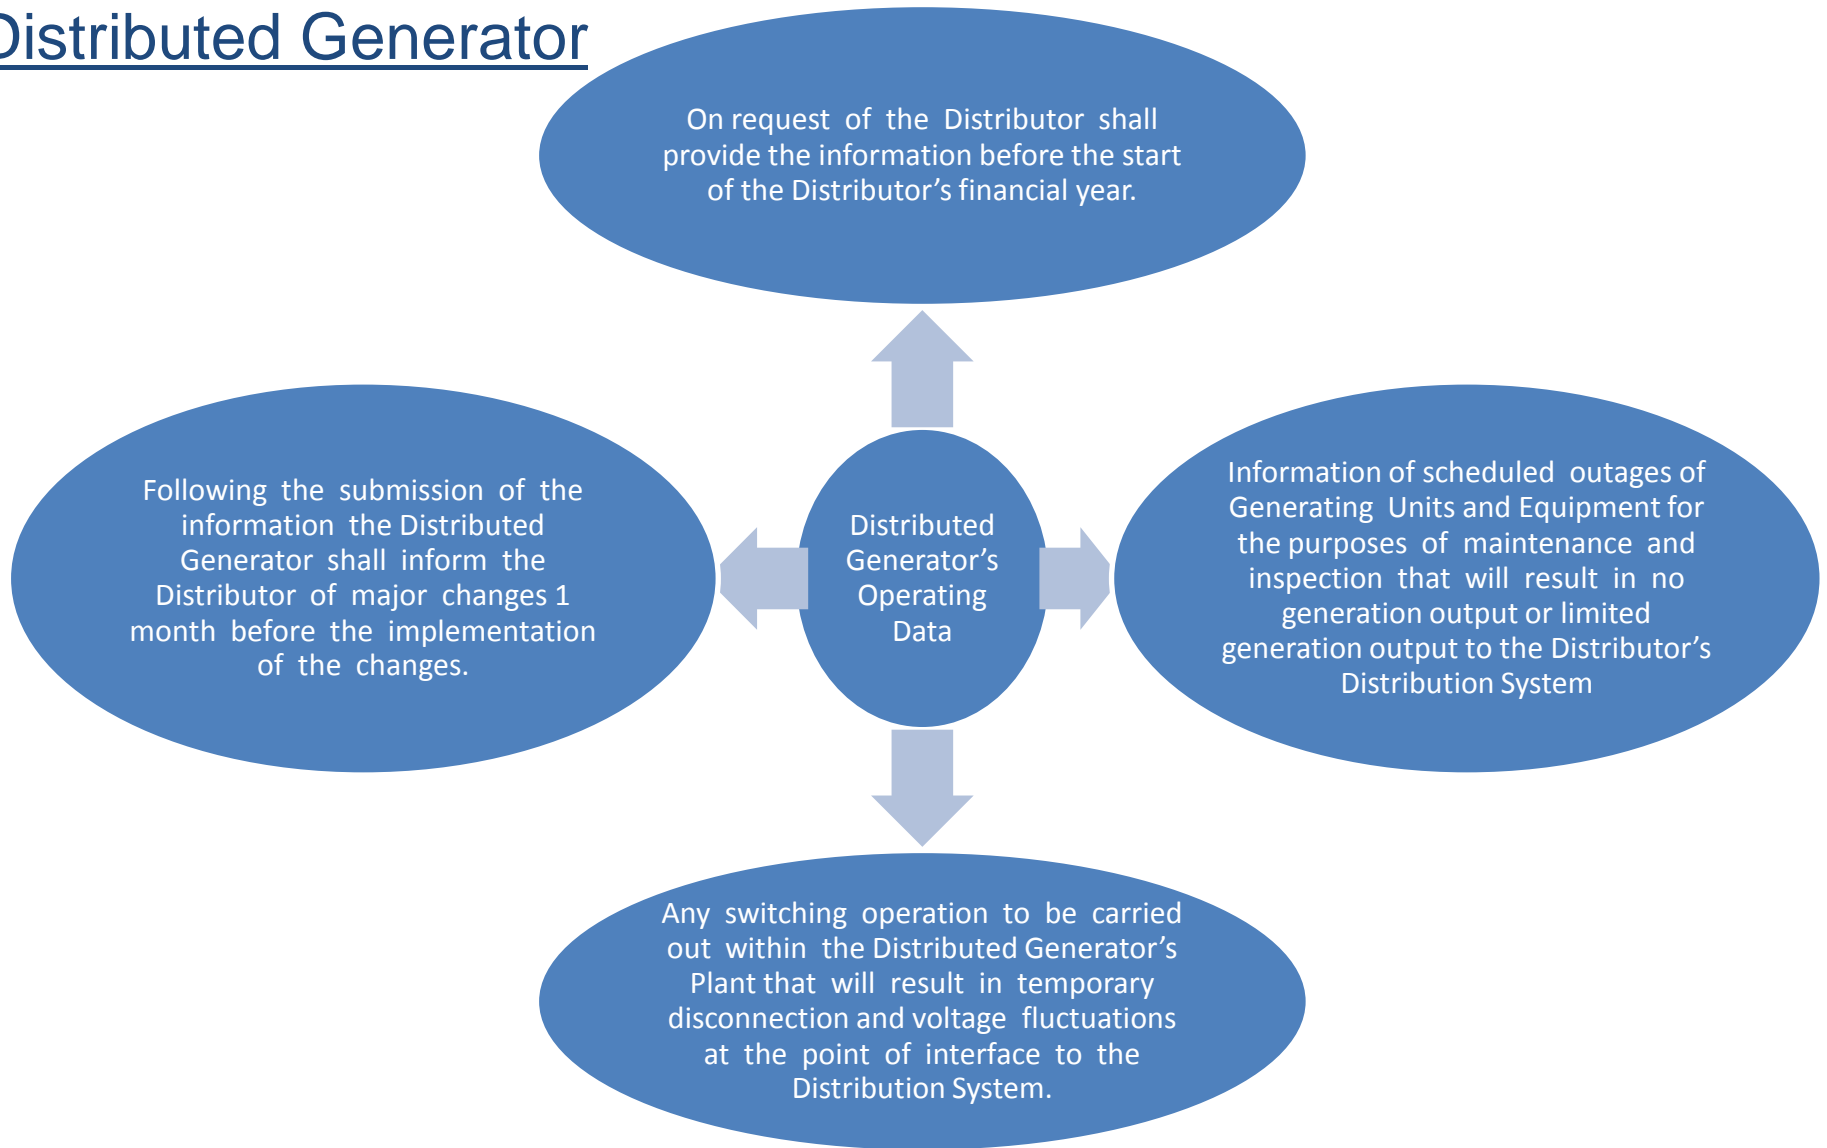 Distributed Generator
On request of the Distributor shall
provide the information before the start
of the Distributor’s financial year.
Following the submission of the
information the Distributed
Generator shall inform the
Distributor of major changes 1
month before the implementation
of the changes.
Distributed
Generator’s
Operating
Data
Information of scheduled outages of
Generating Units and Equipment for
the purposes of maintenance and
inspection that will result in no
generation output or limited
generation output to the Distributor’s
Distribution System
Any switching operation to be carried
out within the Distributed Generator’s
Plant that will result in temporary
disconnection and voltage fluctuations
at the point of interface to the
Distribution System.